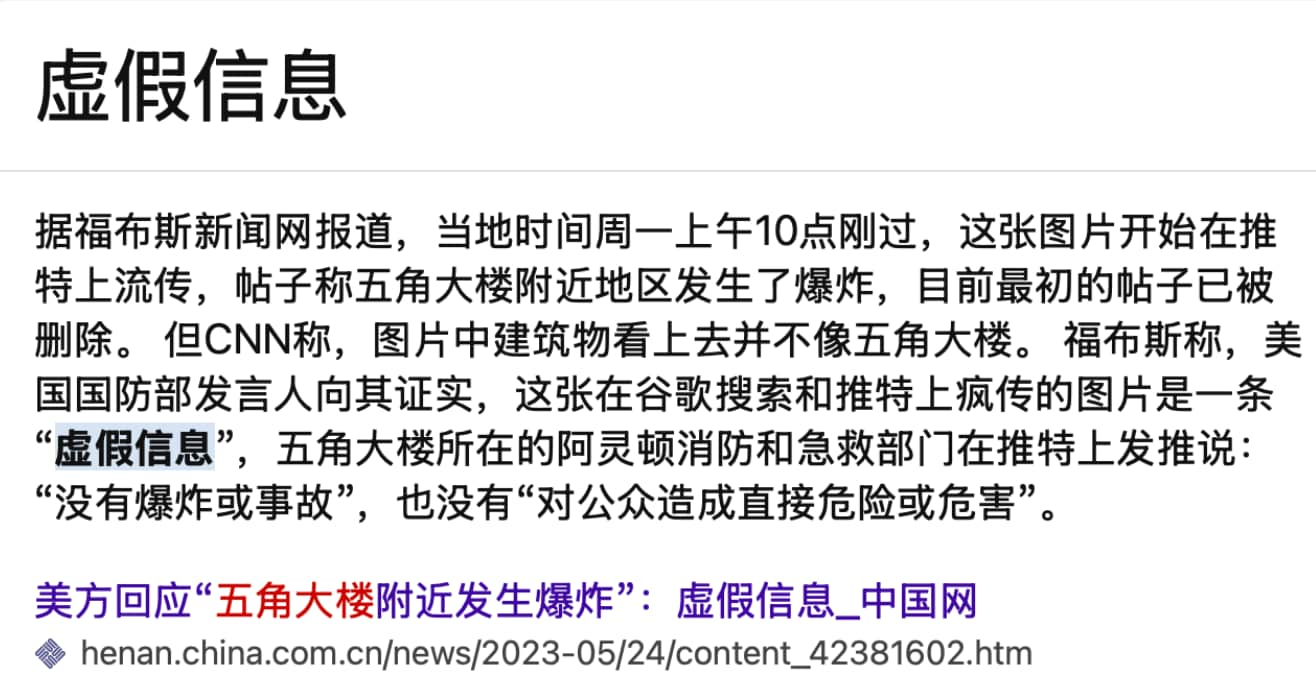 虚假信息
据福布斯新闻网报道，当地时间周一上午10点刚过，这张图片开始在推
特上流传，帖子称五角大楼附近地区发生了爆炸，目前最初的帖子已被
删除。 但CNN称，图片中建筑物看上去并不像五角大楼。 福布斯称，美
国国防部发言人向其证实，这张在谷歌搜索和推特上疯传的图片是一条
“虚假信息”，五角大楼所在的阿灵顿消防和急救部门在推特上发推说：
“没有爆炸或事故”，也没有“对公众造成直接危险或危害”。
美方回应“五角大楼附近发生爆炸”：虚假信息_中国网
henan.china.com.cn/news/2023-05/24/content_42381602.htm